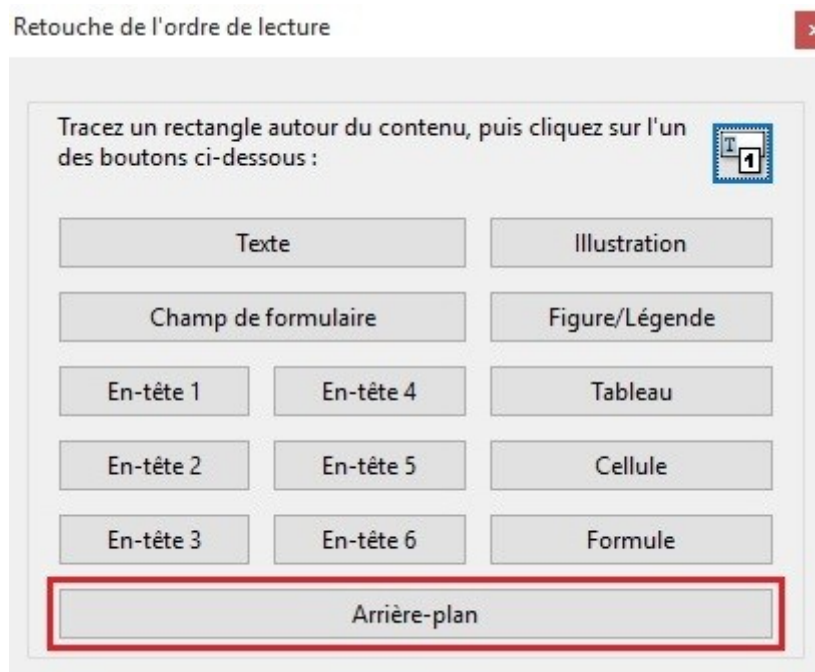 Retouche de l'ordre de lecture
x
Tracez un rectangle autour du contenu, puis cliquez sur l'un
des boutons ci-dessous :
T
1
Texte
Illustration
Champ de formulaire
Figure/Légende
En-tête 1
En-tête 4
Tableau
En-tête 2
En-tête 5
Cellule
En-tête 3
En-tête 6
Formule
Arrière-plan